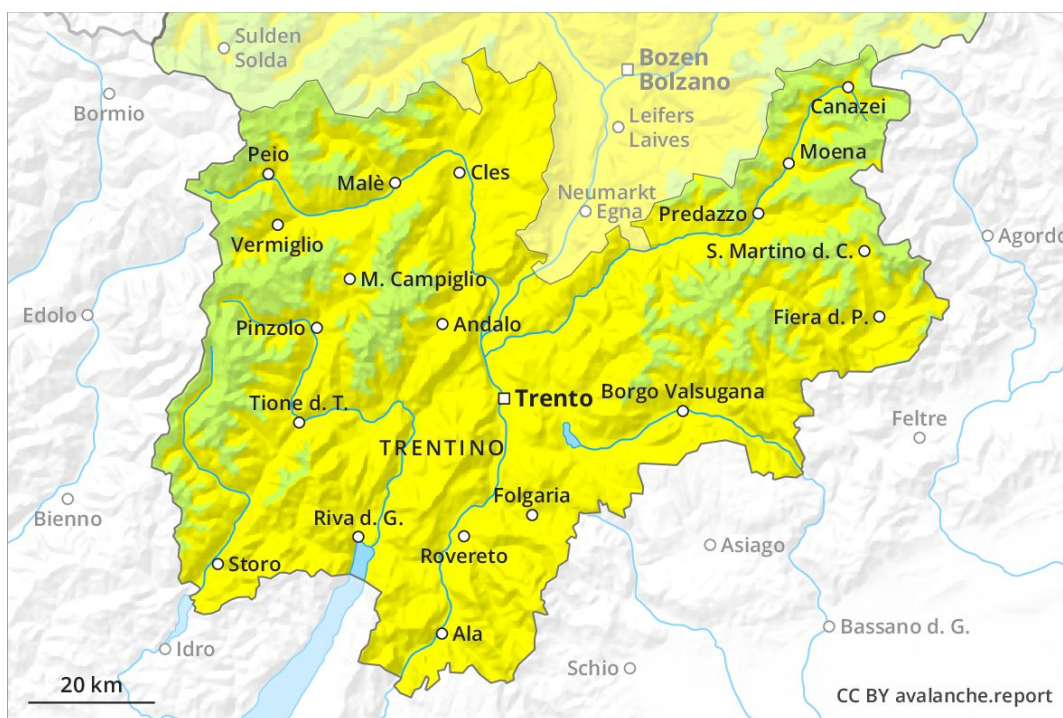 Sulden
Solda
Bozen
Bolzano
Bormio
Canazei
Leifers
Laives
Peio
Malè
Cles
Moena
Neumarkt
Egna
Predazzo
Vermiglio
Agordo
S. Martino d. C.
M. Campiglio
Edolo
Pinzolo
Andalo
Fiera d. P.
Borgo Valsugana
Trento
Tione d. T.
Feltre
TRENTINO
Folgaria
Bienno
Riva d. G.
Rovereto
Asiago
Storo
Bassano d. G.
Ala
Idro
Schio
20 km
CC BY avalanche.report